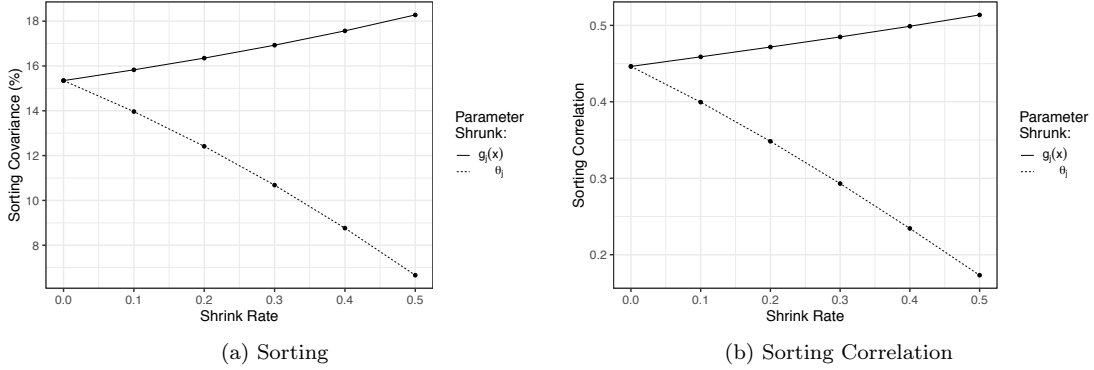 18
16
14
12
10
8
Sorting Covariance (%)
0.0 0.1 0.2 0.3 0.4 0.5
Shrink Rate
Parameter
Shrunk:
gⱼ(x)
θⱼ
(a) Sorting
0.5
0.4
0.3
0.2
Sorting Correlation
0.0 0.1 0.2 0.3 0.4 0.5
Shrink Rate
Parameter
Shrunk:
gⱼ(x)
θⱼ
(b) Sorting Correlation